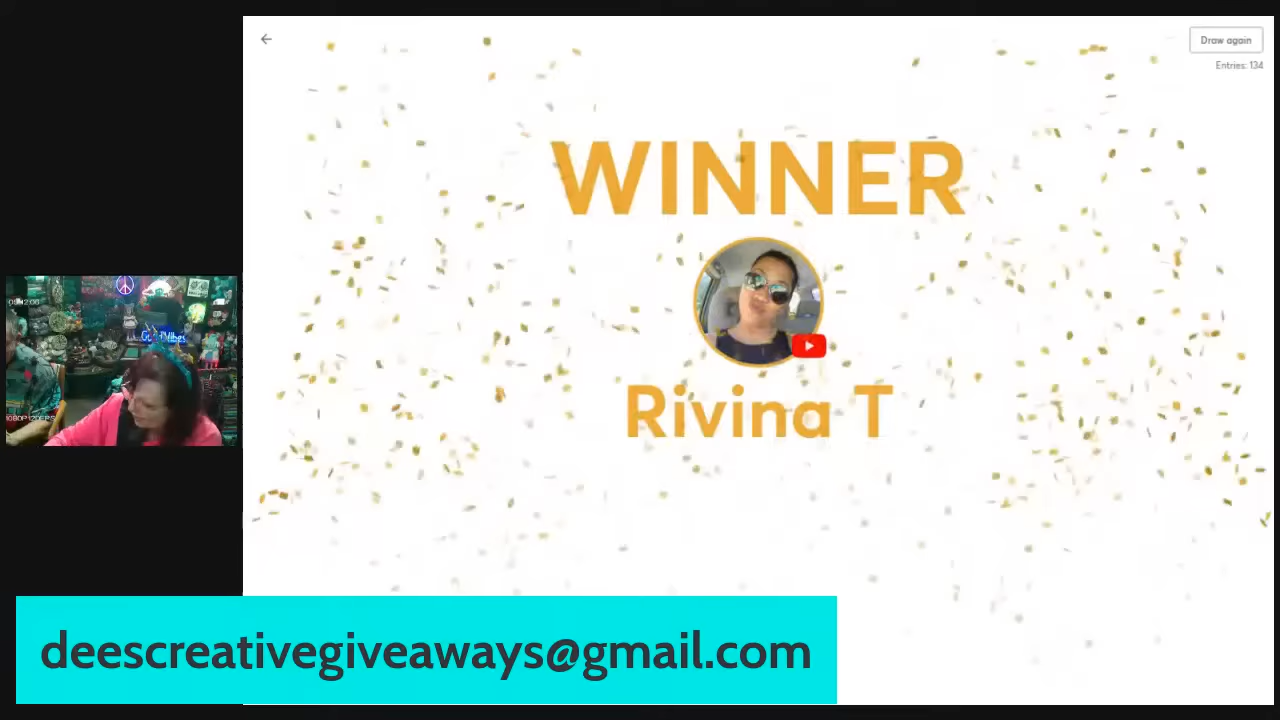 Draw again
Entries: 134
WINNER
Rivina T
deescreativegiveaways@gmail.com